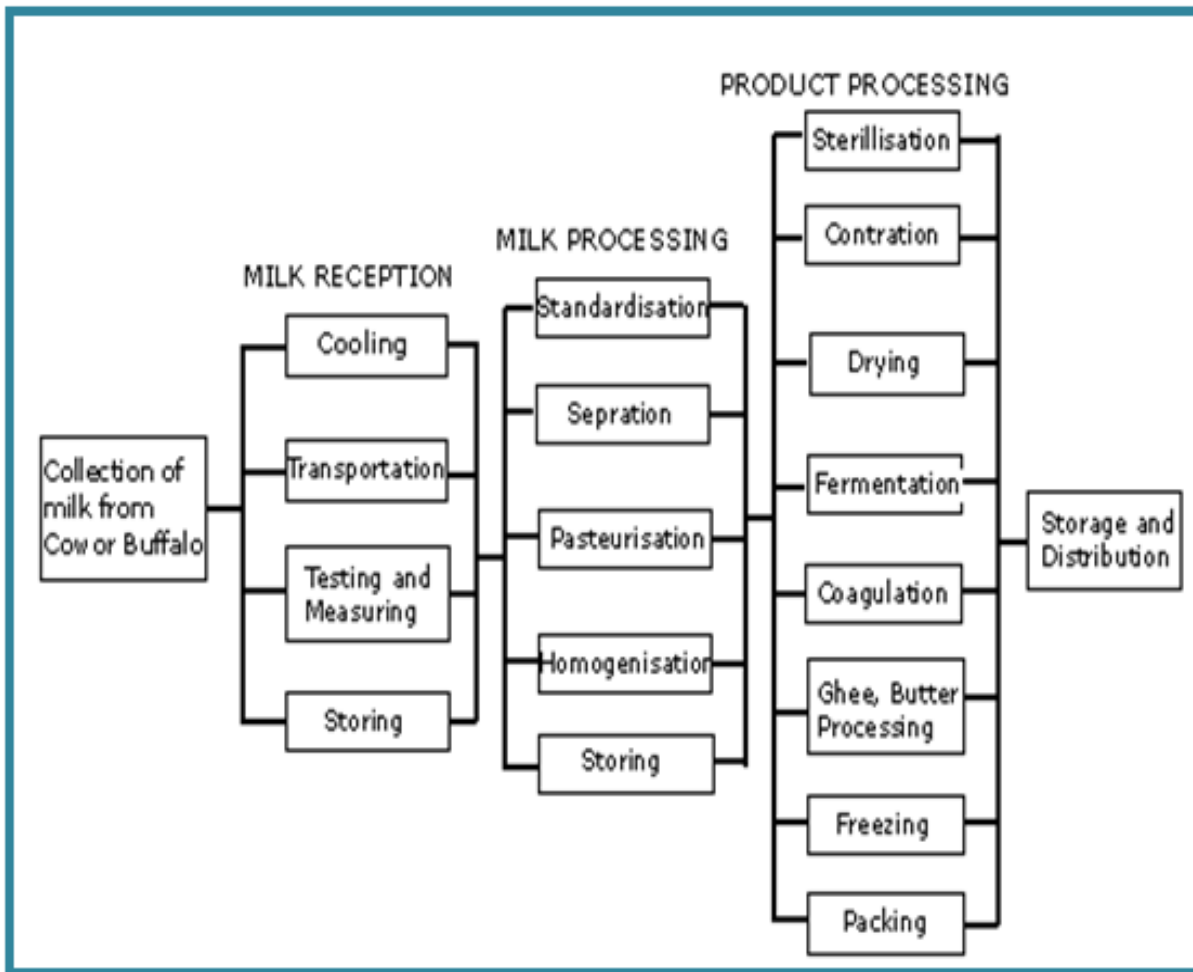 PRODUCT PROCESSING
Sterillisation
Contration
Drying
Fermentation
Coagulation
Ghee, Butter
Processing
Freezing
Packing
MILK PROCESSING
Standardisation
Sepration
Pasteurisation
Homogenisation
Storing
MILK RECEPTION
Cooling
Transportation
Testing and
Measuring
Storing
Collection of
milk from
Cow or Buffalo
Storage and
Distribution